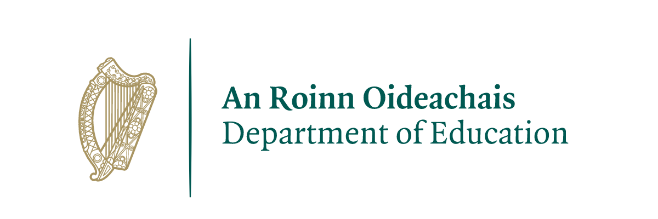 An Roinn Oideachais
Department of Education